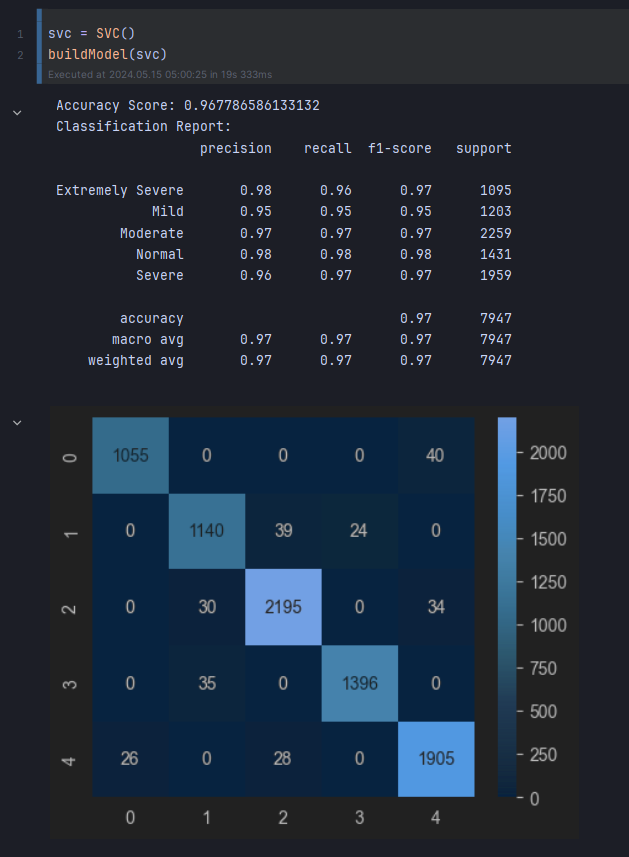 1 svc = SVC()
2 buildModel(svc)
Executed at 2024.05.15 05:00:25 in 19s 333ms
Accuracy Score: 0.967786586133132
Classification Report:
precision recall f1-score support
Extremely Severe 0.98 0.96 0.97 1095
Mild 0.95 0.95 0.95 1203
Moderate 0.97 0.97 0.97 2259
Normal 0.98 0.98 0.98 1431
Severe 0.96 0.97 0.97 1959
accuracy 0.97 7947
macro avg 0.97 0.97 0.97 7947
weighted avg 0.97 0.97 0.97 7947
0 1055 0 0 0 40
1 0 1140 39 24 0
2 0 30 2195 0 34
3 0 35 0 1396 0
4 26 0 28 0 1905
0 1 2 3 4
2000
1750
1500
1250
1000
750
500
250
0